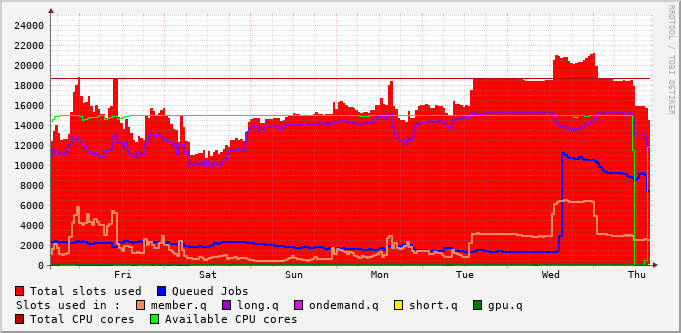 24000
22000
20000
18000
16000
14000
12000
10000
8000
6000
4000
2000
0
Fri Sat Sun Mon Tue Wed Thu
RRDTOOL / TOBI OETIKER
Total slots used Queued Jobs
Slots used in : member.q long.q ondemand.q short.q gpu.q
Total CPU cores Available CPU cores